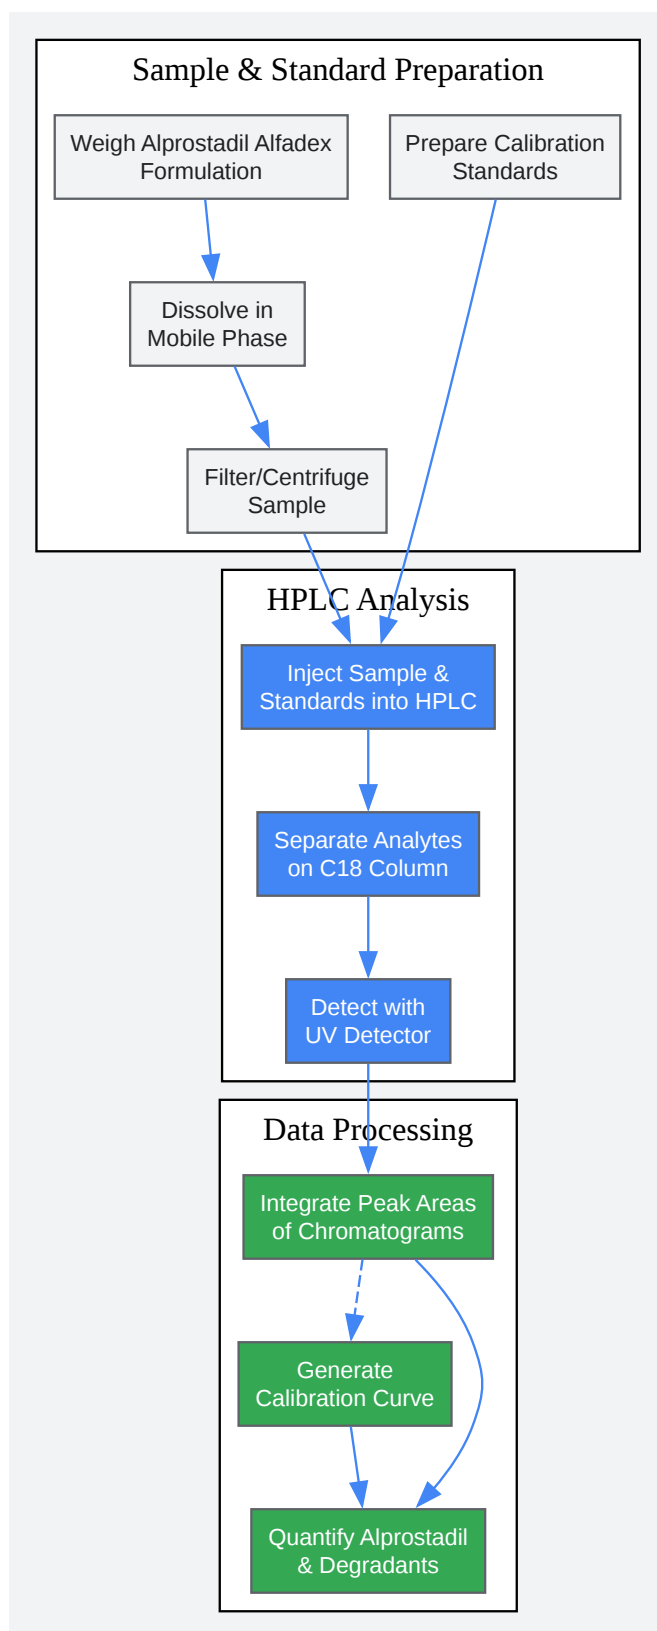 Sample & Standard Preparation
Weigh Alprostadil Alfadex
Formulation
Prepare Calibration
Standards
Dissolve in
Mobile Phase
Filter/Centrifuge
Sample
HPLC Analysis
Inject Sample &
Standards into HPLC
Separate Analytes
on C18 Column
Detect with
UV Detector
Data Processing
Integrate Peak Areas
of Chromatograms
Generate
Calibration Curve
Quantify Alprostadil
& Degradants